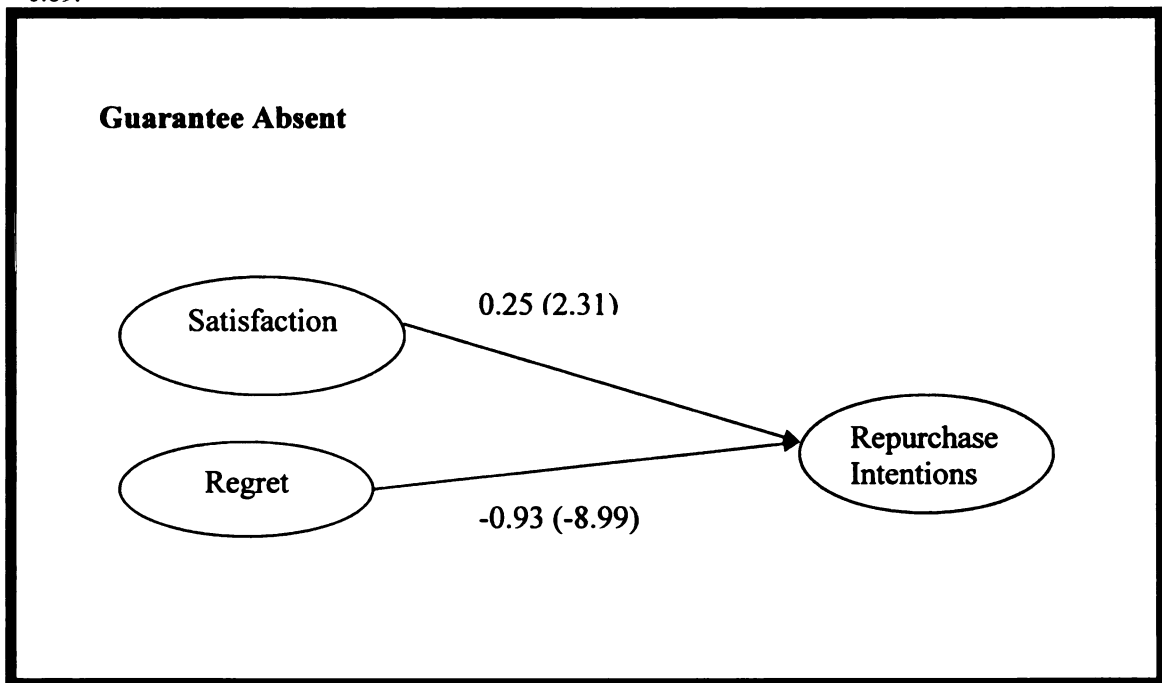 Guarantee Absent
Satisfaction
0.25 (2.31)
Repurchase
Intentions
Regret
-0.93 (-8.99)